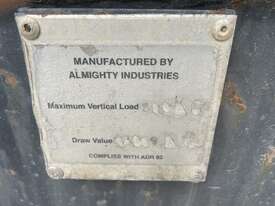 MANUFACTURED BY
ALMIGHTY INDUSTRIES
Maximum Vertical Load
Draw Value
COMPLIES WITH ADR 62